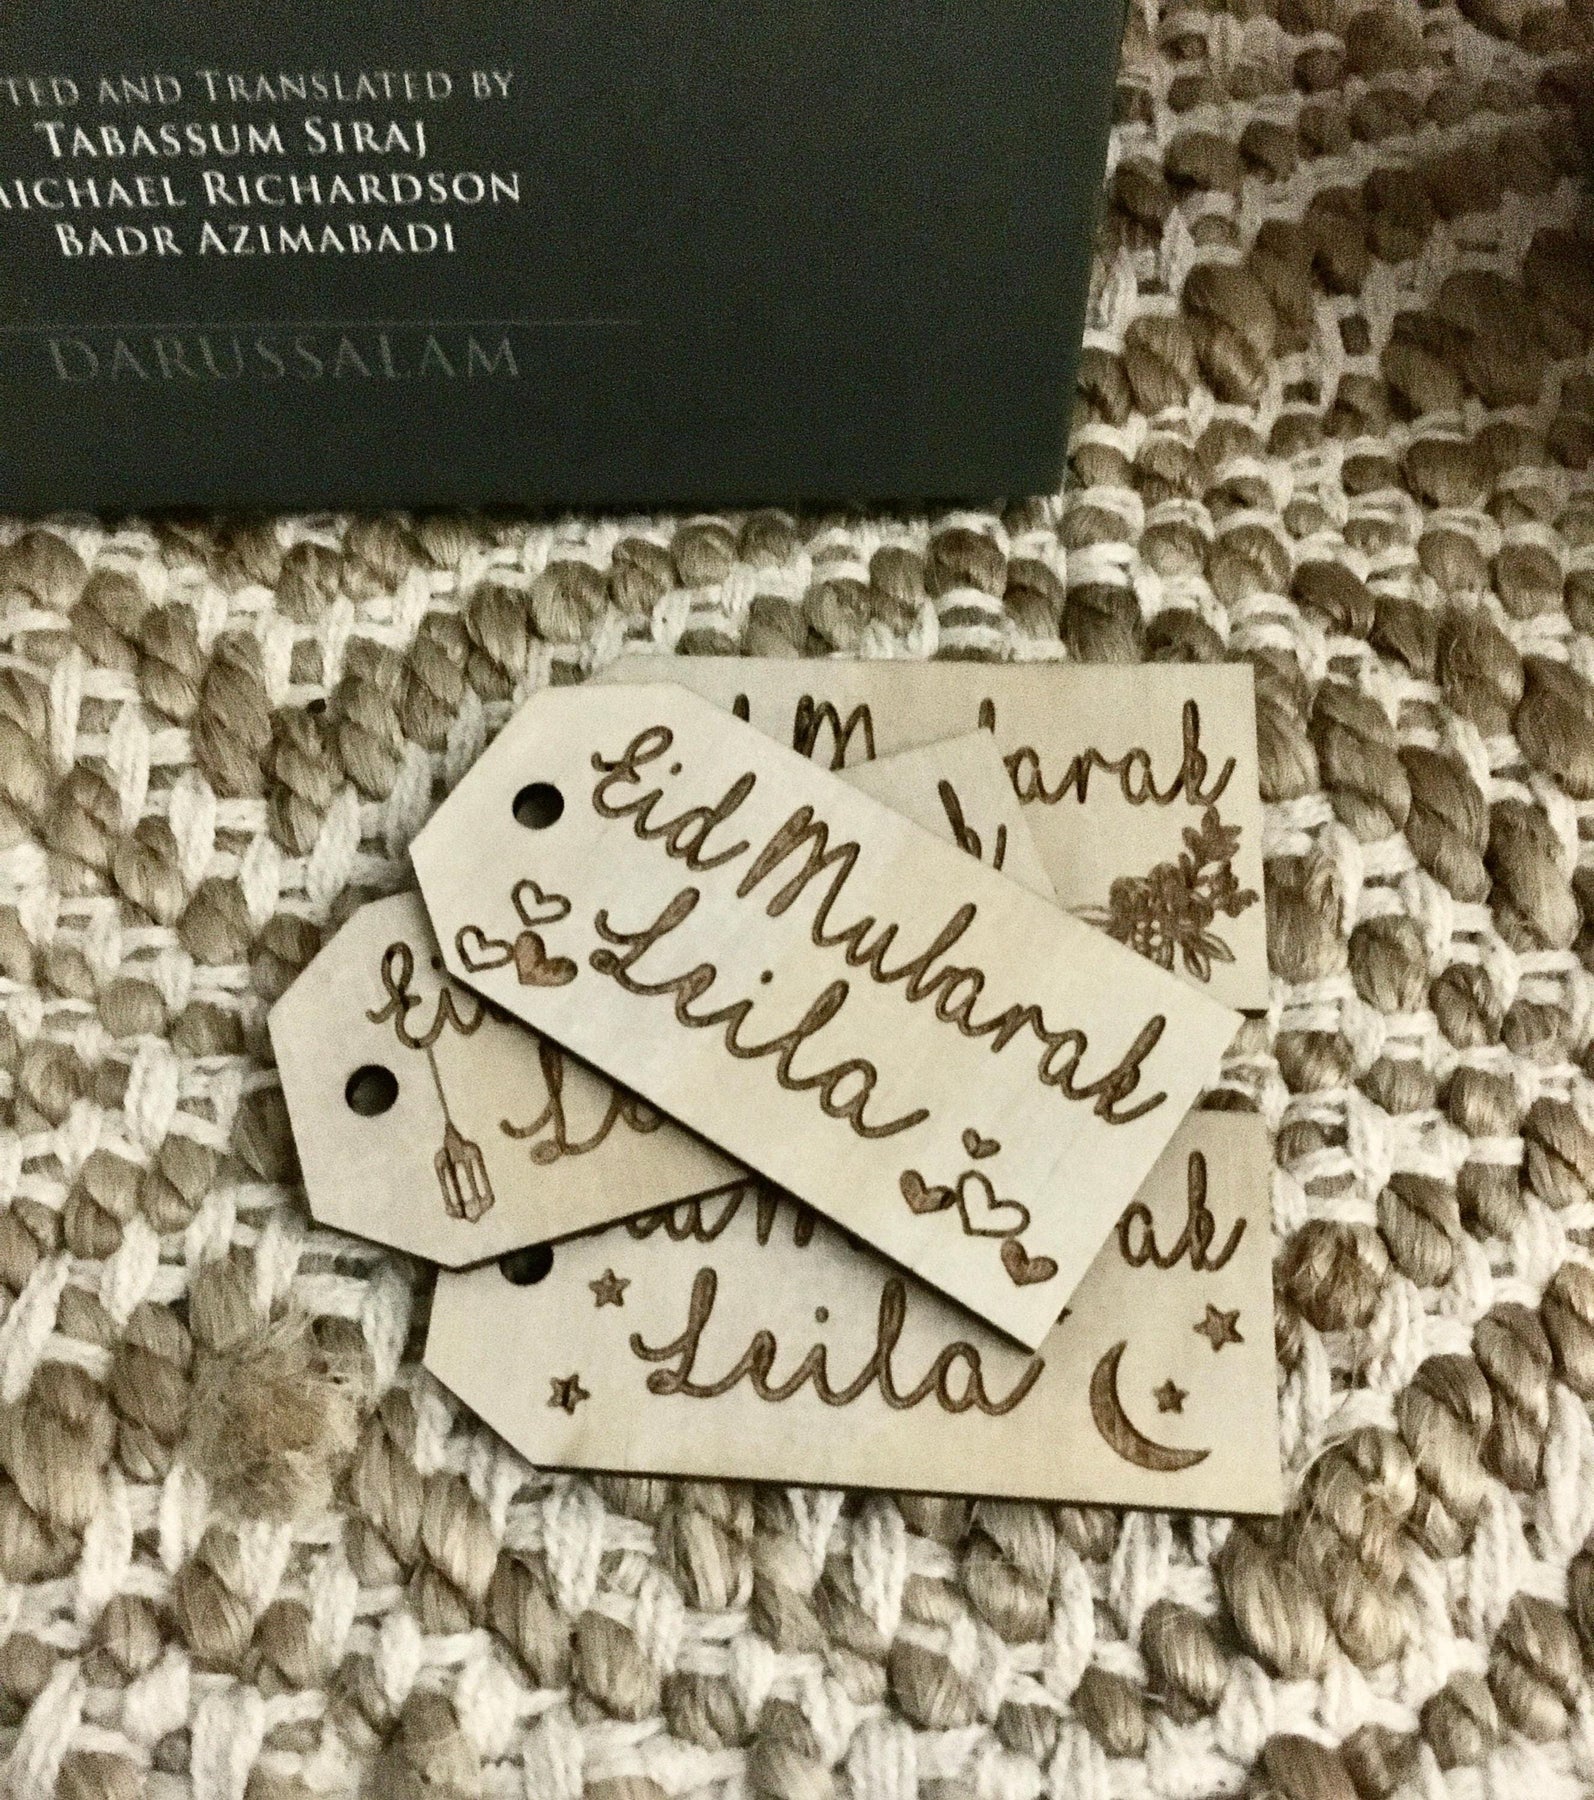 TED AND TRANSLATED BY
TABASSUM SIRAJ
MICHAEL RICHARDSON
BADR AZIMABADI
DARUSSALAM
Eid Mubarak
Leila
Leila